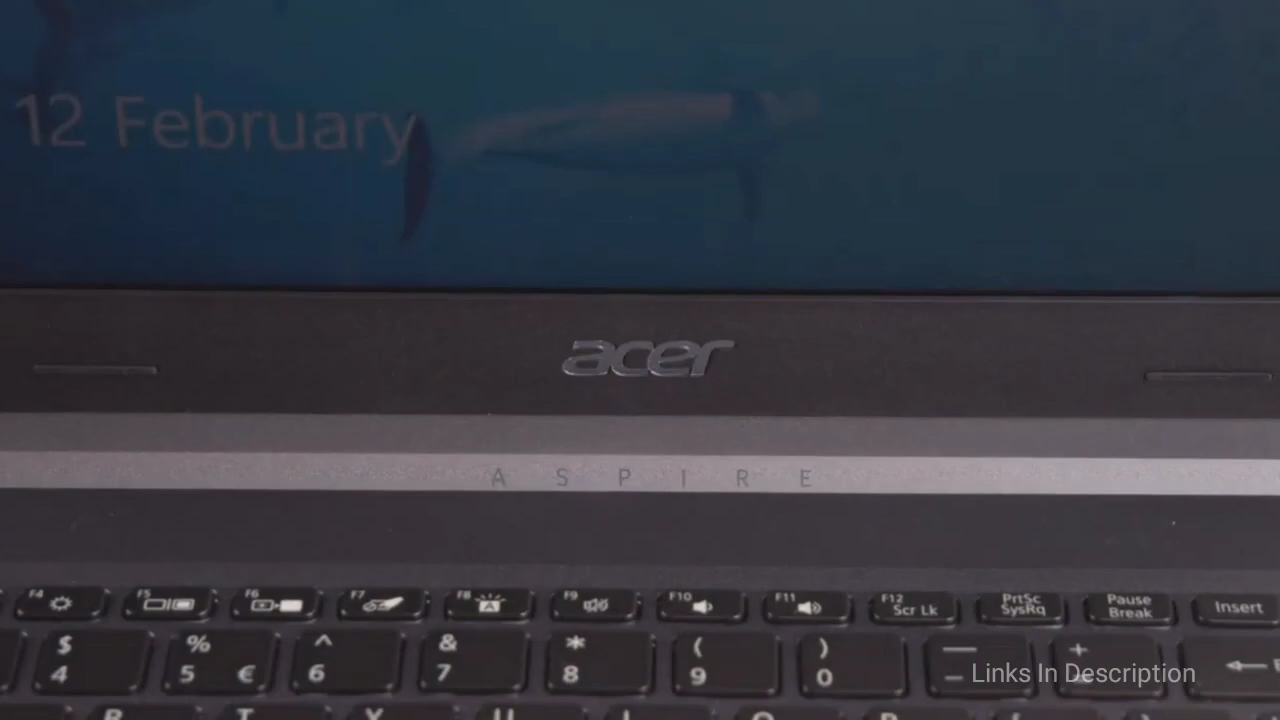 12 February
acer
ASPIRE
F4 F5 F6 F7 F8 A F9 F10 F11 F12 Scr Lk PrtSc SysRq Pause Break Insert
$ 4 % 5 € ^ 6 & 7 * 8 ( 9 ) 0 — - + =
Links In Description